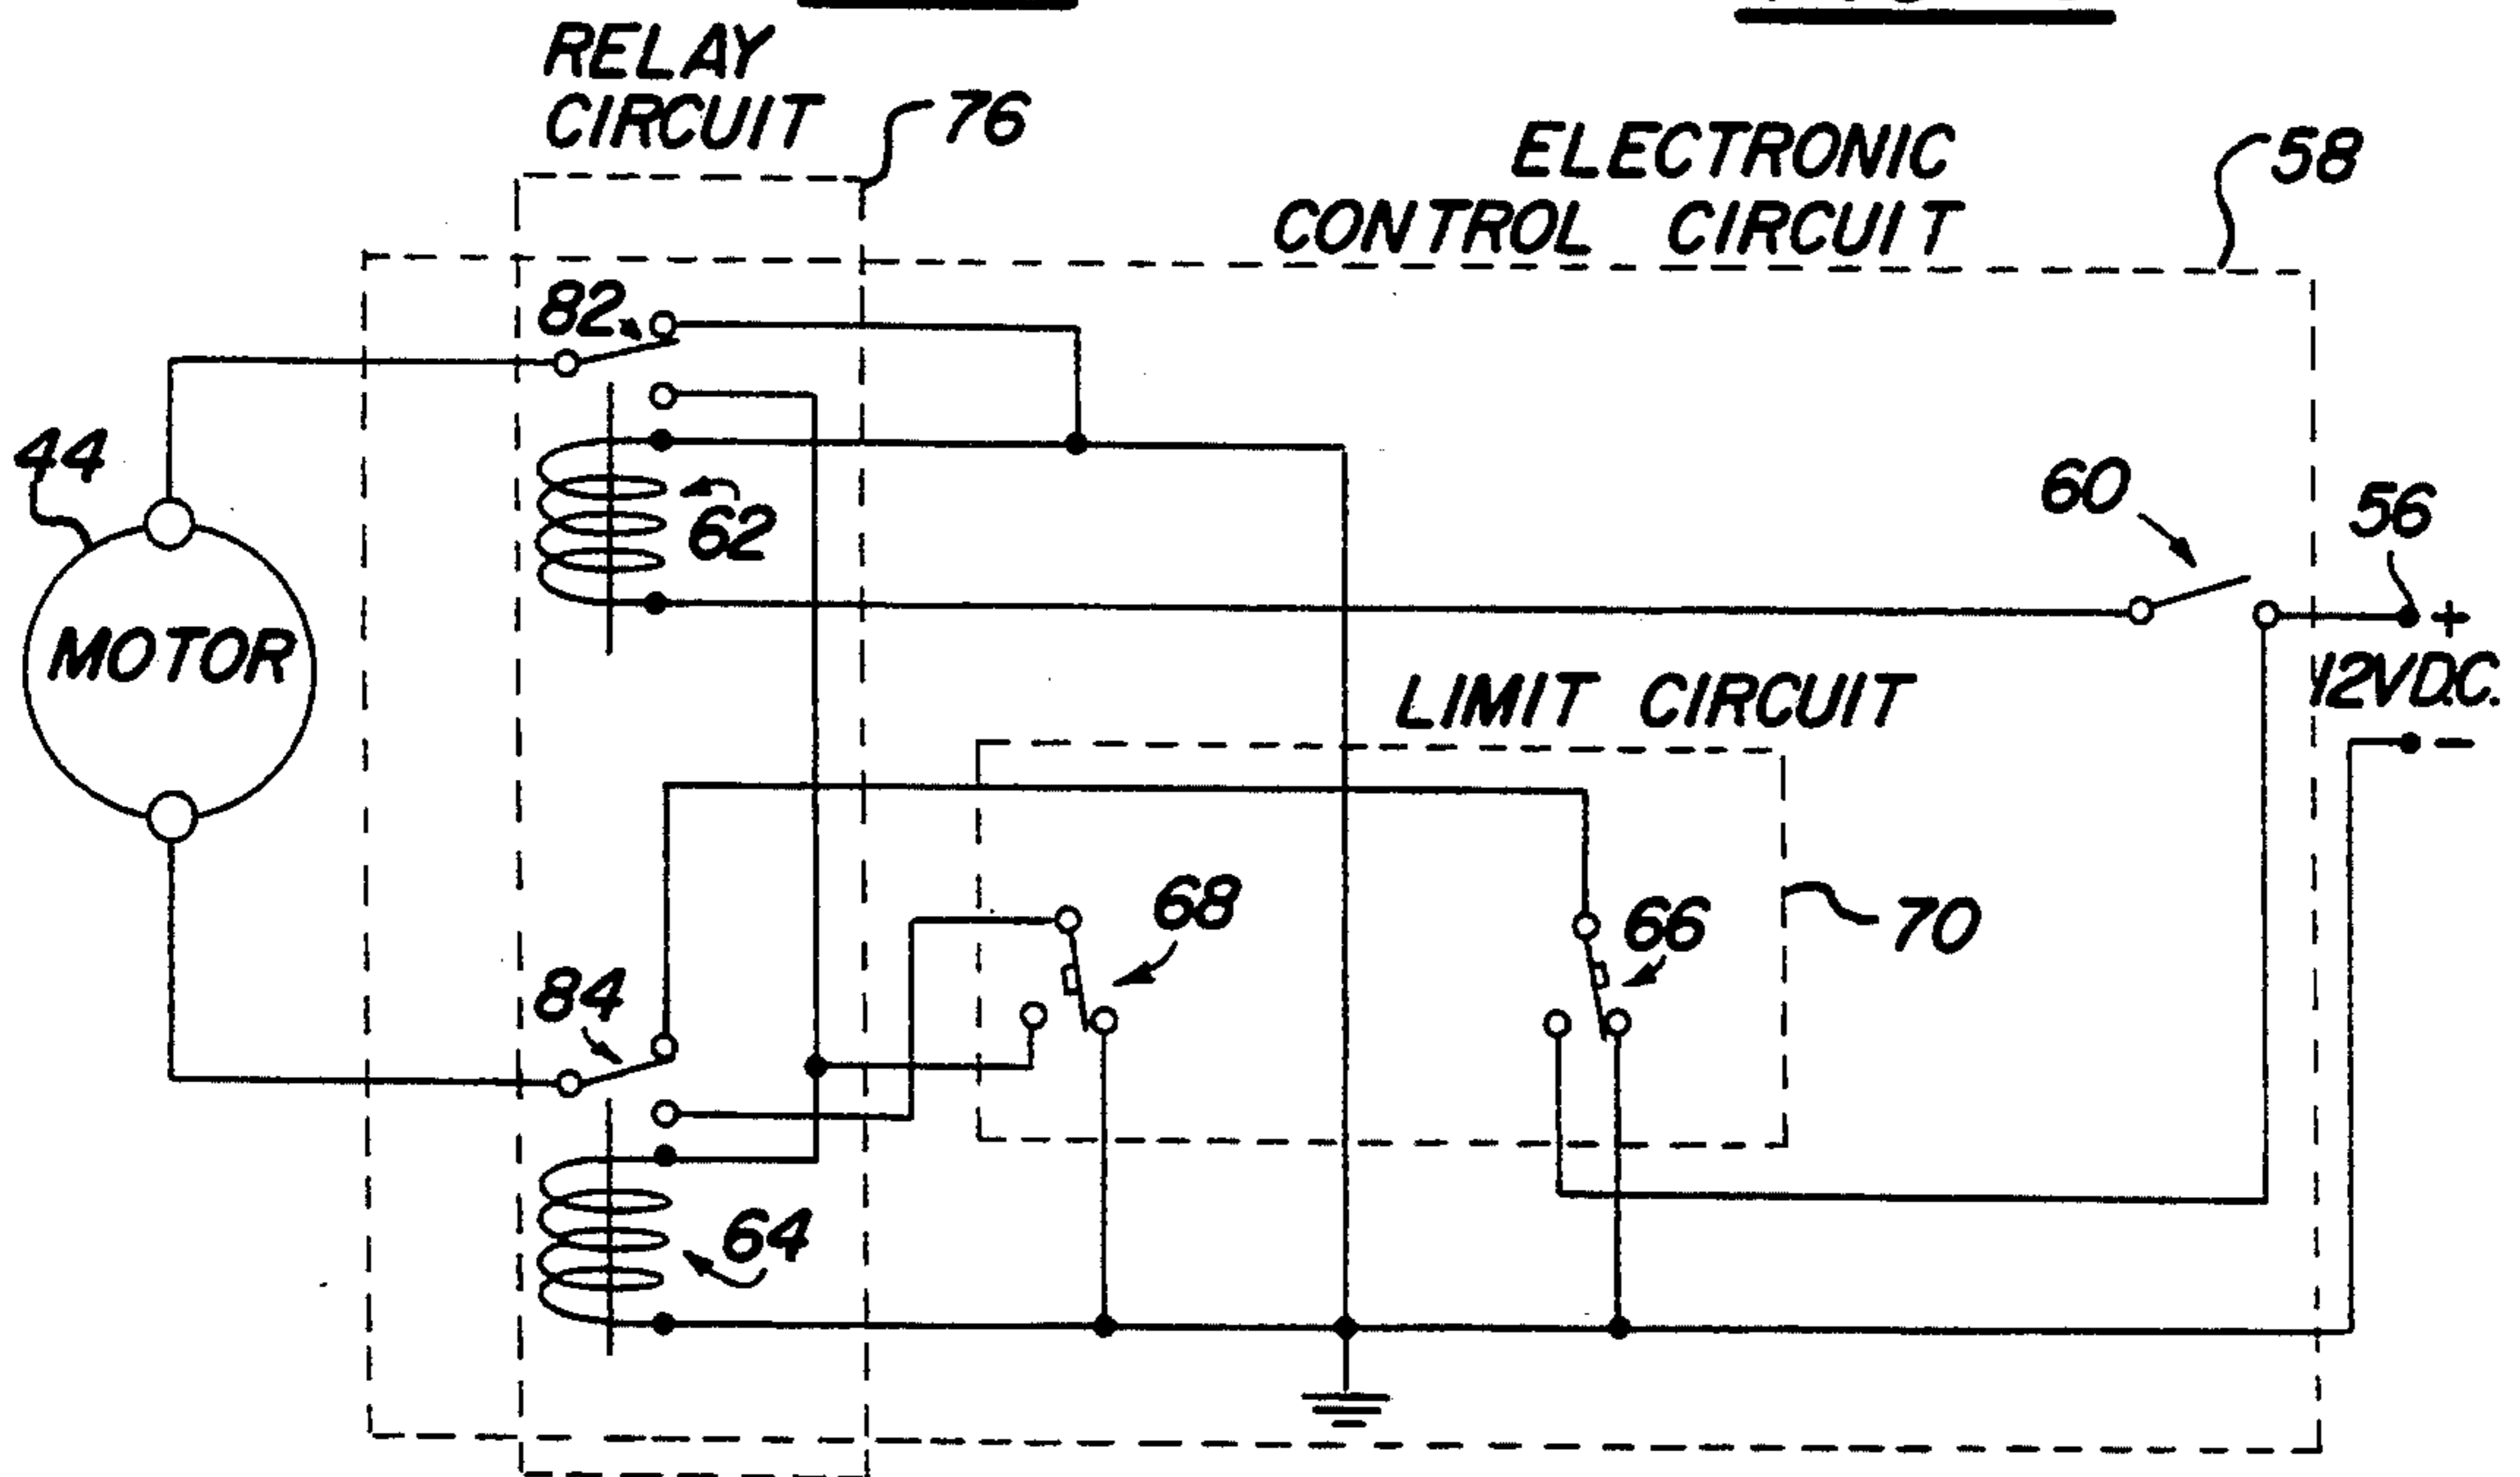 RELAY
CIRCUIT
76
ELECTRONIC
CONTROL CIRCUIT
58
82
44
62
60
56
+
MOTOR
12VD.C.
−
LIMIT CIRCUIT
68
66
70
84
64